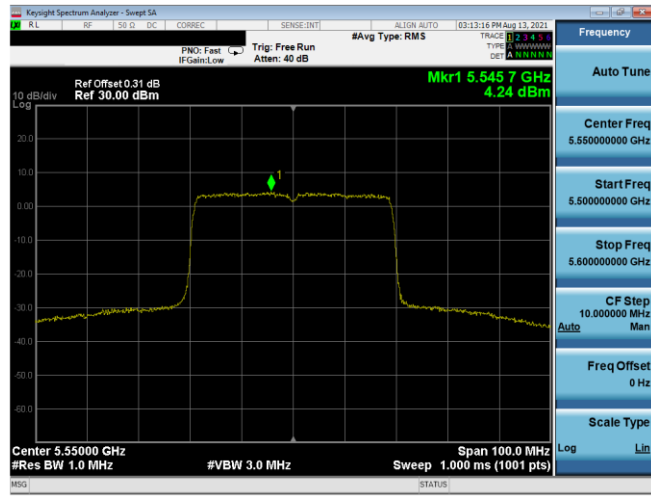 Keysight Spectrum Analyzer - Swept SA
RL RF 50 Ω DC CORREC SENSE:INT ALIGN AUTO 03:13:16 PM Aug 13, 2021
Frequency
#Avg Type: RMS
TRACE 1 2 3 4 5 6
PNO: Fast Trig: Free Run TYPE A WWWWW
IFGain:Low Atten: 40 dB DET A N N N N N
Auto Tune
Ref Offset 0.31 dB Mkr1 5.545 7 GHz
10 dB/div Ref 30.00 dBm 4.24 dBm
Log
Center Freq
5.550000000 GHz
20.0
10.0
1
Start Freq
5.500000000 GHz
0.00
-10.0
Stop Freq
5.600000000 GHz
-20.0
-30.0
CF Step
10.000000 MHz
Auto Man
-40.0
-50.0
Freq Offset
0 Hz
-60.0
Scale Type
Log Lin
Center 5.55000 GHz Span 100.0 MHz
#Res BW 1.0 MHz #VBW 3.0 MHz Sweep 1.000 ms (1001 pts)
MSG STATUS